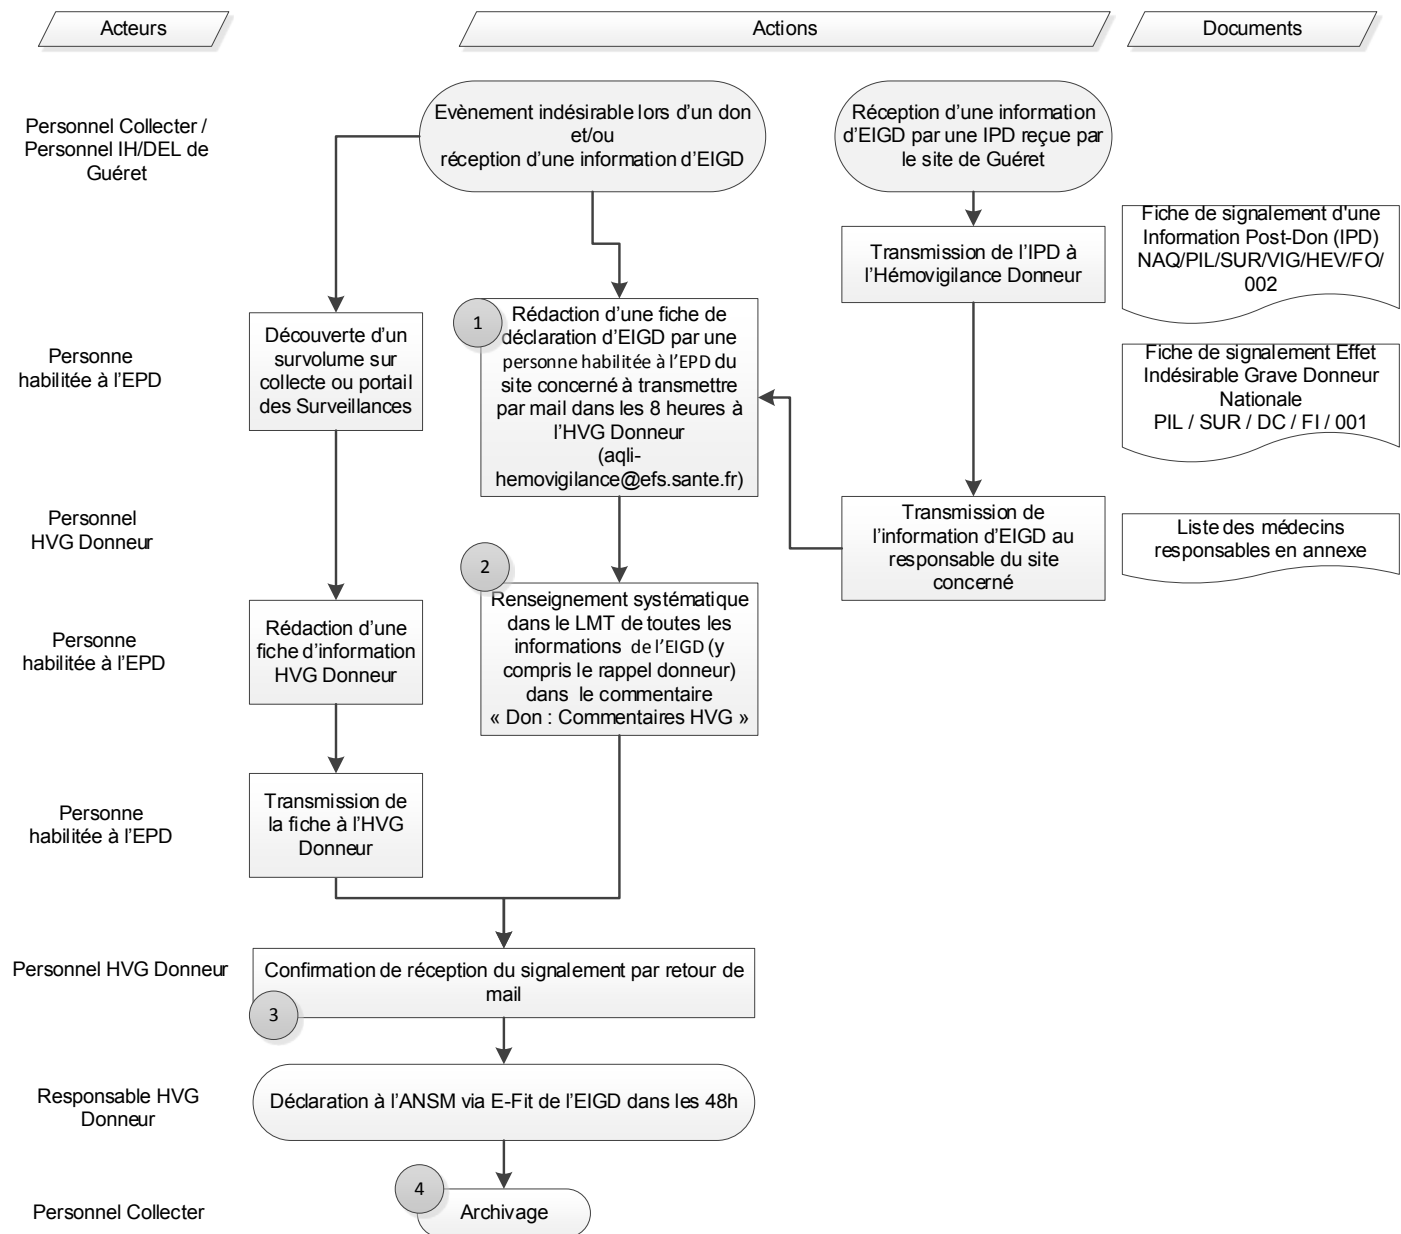 Acteurs
Actions
Documents
Personnel Collecter /
Personnel IH/DEL de
Guéret
Evènement indésirable lors d’un don
et/ou
réception d’une information d’EIGD
Réception d’une information
d’EIGD par une IPD reçue par
le site de Guéret
Transmission de l’IPD à
l’Hémovigilance Donneur
Fiche de signalement d'une
Information Post-Don (IPD)
NAQ/PIL/SUR/VIG/HEV/FO/
002
Personne
habilitée à l’EPD
Découverte d’un
survolume sur
collecte ou portail
des Surveillances
1
Rédaction d’une fiche de
déclaration d’EIGD par une
personne habilitée à l’EPD du
site concerné à transmettre
par mail dans les 8 heures à
l’HVG Donneur
(aqli-
hemovigilance@efs.sante.fr)
Fiche de signalement Effet
Indésirable Grave Donneur
Nationale
PIL / SUR / DC / FI / 001
Personnel
HVG Donneur
Transmission de
l’information d’EIGD au
responsable du site
concerné
Liste des médecins
responsables en annexe
Personne
habilitée à l’EPD
Rédaction d’une
fiche d’information
HVG Donneur
2
Renseignement systématique
dans le LMT de toutes les
informations de l’EIGD (y
compris le rappel donneur)
dans le commentaire
« Don : Commentaires HVG »
Personne
habilitée à l’EPD
Transmission de
la fiche à l’HVG
Donneur
Personnel HVG Donneur
Confirmation de réception du signalement par retour de
mail
3
Responsable HVG
Donneur
Déclaration à l’ANSM via E-Fit de l’EIGD dans les 48h
Personnel Collecter
4
Archivage